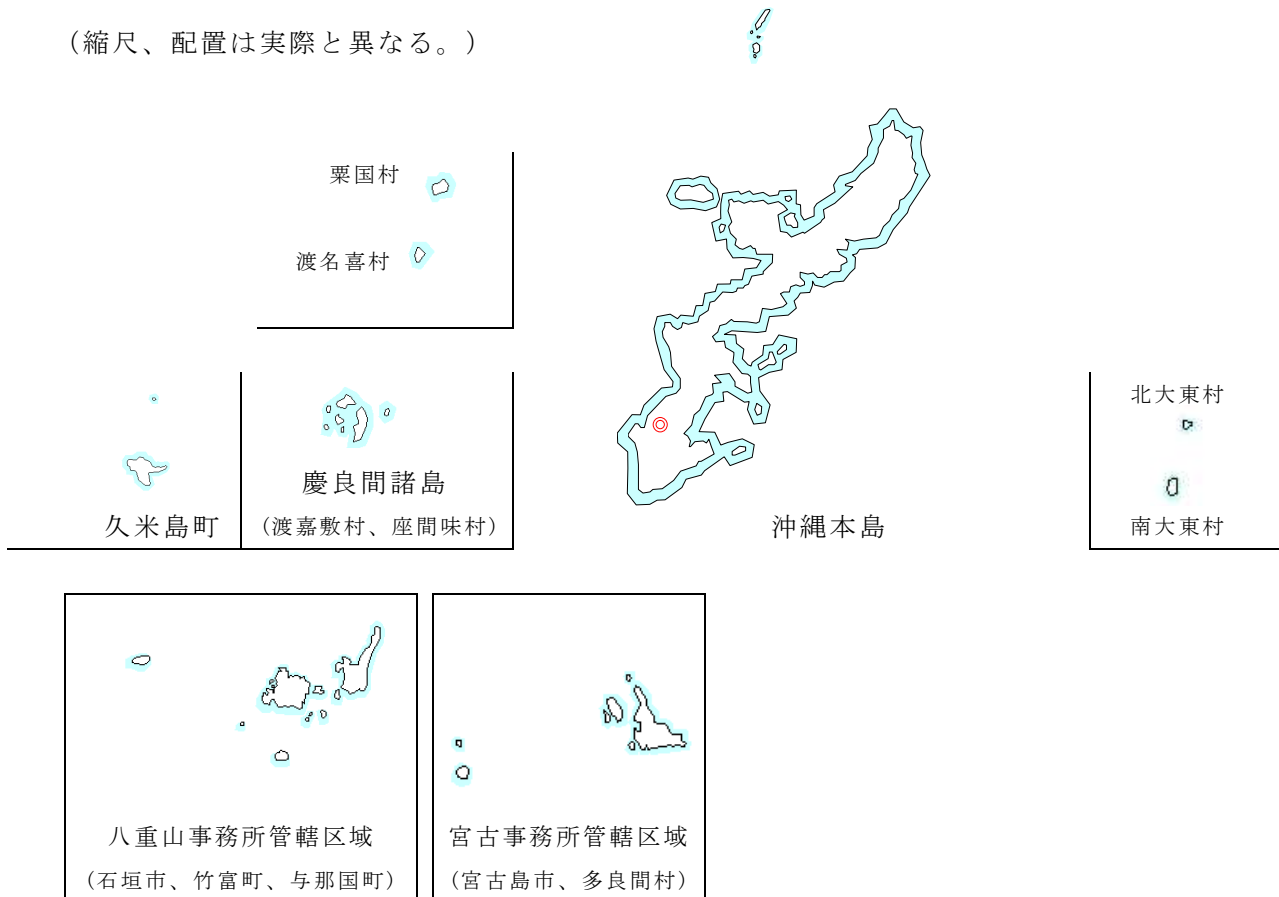 (縮尺、配置は実際と異なる。)
粟国村
渡名喜村
北大東村
慶良間諸島
久米島町
(渡嘉敷村、座間味村)
沖縄本島
南大東村
八重山事務所管轄区域
宮古事務所管轄区域
(石垣市、竹富町、与那国町)
(宮古島市、多良間村)